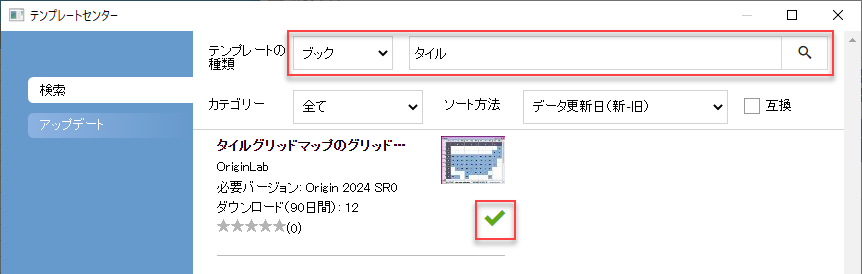 テンプレートセンター
テンプレートの
種類
ブック
タイル
検索
アップデート
カテゴリー
全て
ソート方法
データ更新日(新-旧)
互換
タイルグリッドマップのグリッド…
OriginLab
必要バージョン: Origin 2024 SR0
ダウンロード(90日間): 12
(0)